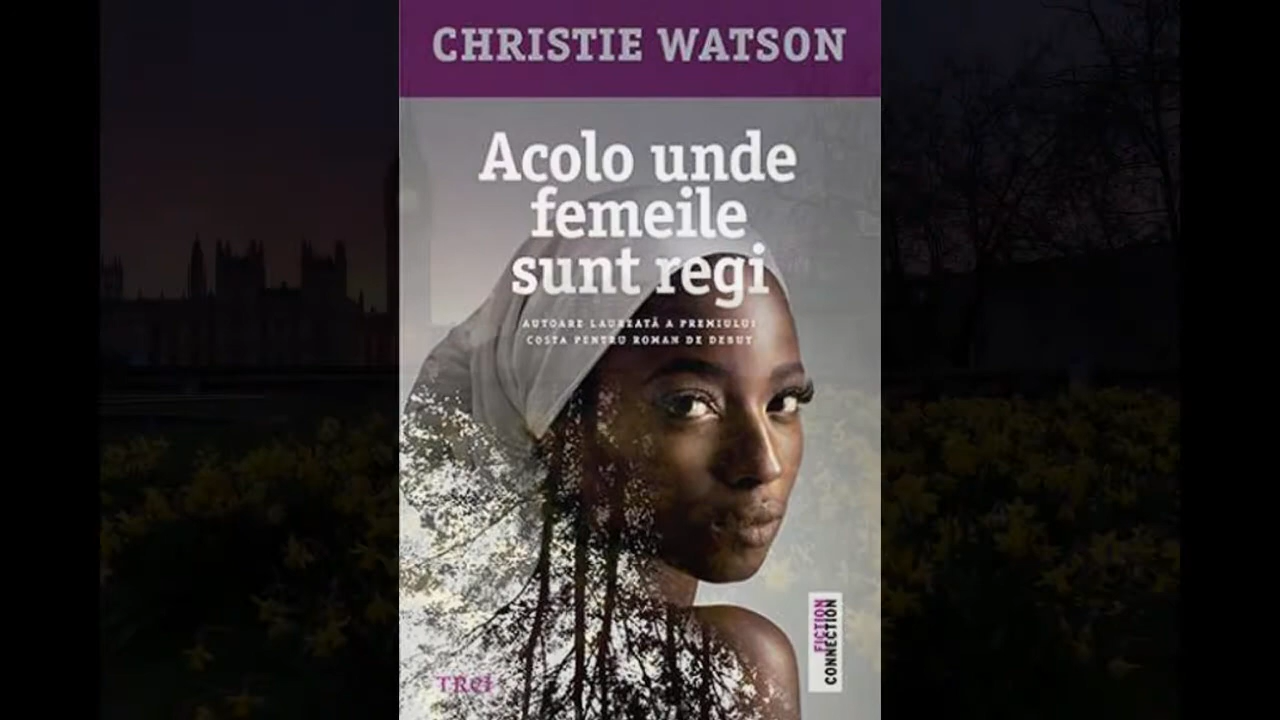 CHRISTIE WATSON
Acolo unde
femeile
sunt regi
AUTOARE LAUREATĂ A PREMIULUI
COSTA PENTRU ROMAN DE DEBUT
FICTION
CONNECTION
TREI